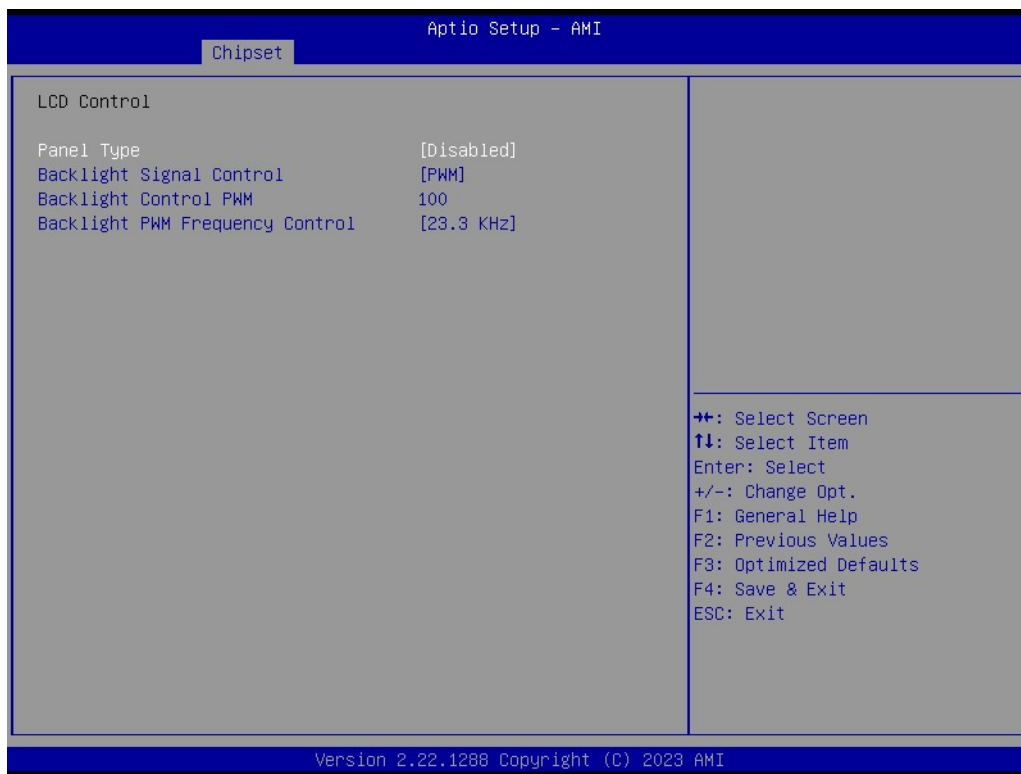 Aptio Setup - AMI
Chipset
LCD Control
Panel Type [Disabled]
Backlight Signal Control [PWM]
Backlight Control PWM 100
Backlight PWM Frequency Control [23.3 KHz]
→←: Select Screen
↑↓: Select Item
Enter: Select
+/-: Change Opt.
F1: General Help
F2: Previous Values
F3: Optimized Defaults
F4: Save & Exit
ESC: Exit
Version 2.22.1288 Copyright (C) 2023 AMI